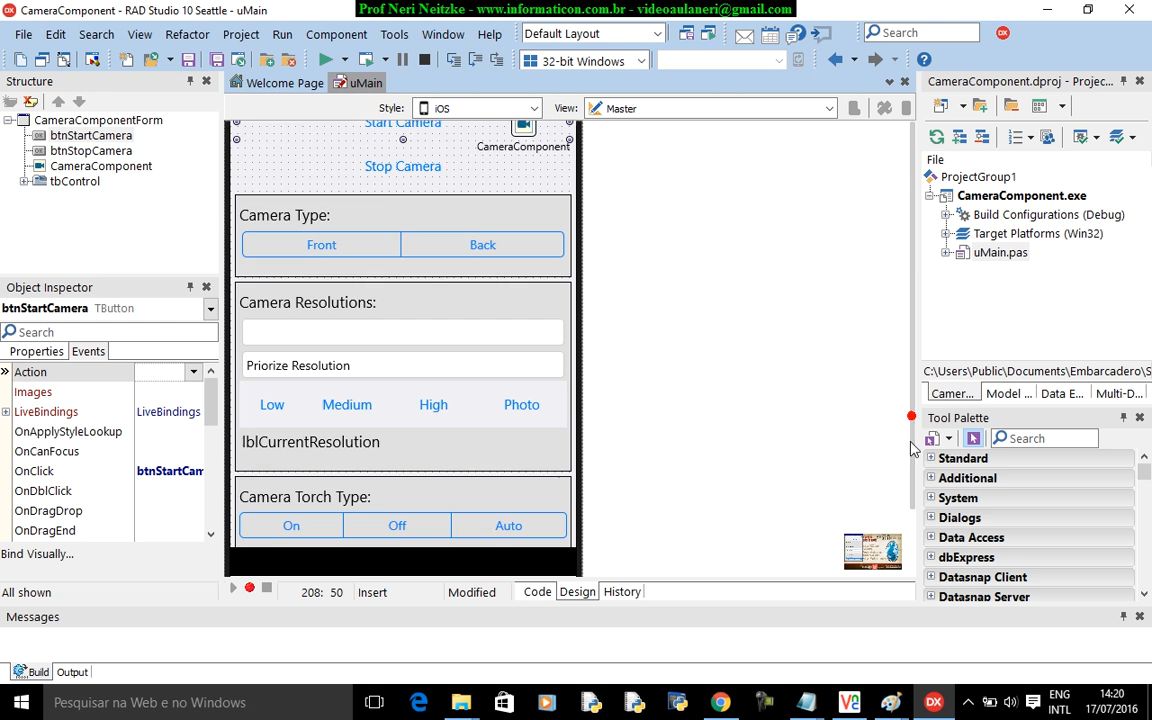 CameraComponent - RAD Studio 10 Seattle - uMain
Prof Neri Neitzke - www.informaticon.com.br - videoaulaneri@gmail.com
File Edit Search View Refactor Project Run Component Tools Window Help
Default Layout
Search
32-bit Windows
Structure
CameraComponentForm
btnStartCamera
btnStopCamera
CameraComponent
tbControl
Object Inspector
btnStartCamera TButton
Search
Properties Events
Action
Images
LiveBindings LiveBindings
OnApplyStyleLookup
OnCanFocus
OnClick btnStartCam
OnDblClick
OnDragDrop
OnDragEnd
Bind Visually...
All shown
Welcome Page uMain
Style: iOS View: Master
Start Camera
CameraComponent
Stop Camera
Camera Type:
Front Back
Camera Resolutions:
Priorize Resolution
Low Medium High Photo
lblCurrentResolution
Camera Torch Type:
On Off Auto
208: 50 Insert Modified Code Design History
CameraComponent.dproj - Projec...
File
ProjectGroup1
CameraComponent.exe
Build Configurations (Debug)
Target Platforms (Win32)
uMain.pas
C:\Users\Public\Documents\Embarcadero\S
Camer... Model ... Data E... Multi-D...
Tool Palette
Search
Standard
Additional
System
Dialogs
Data Access
dbExpress
Datasnap Client
Datasnap Server
Messages
Build Output
Pesquisar na Web e no Windows
ENG
INTL
14:20
17/07/2016